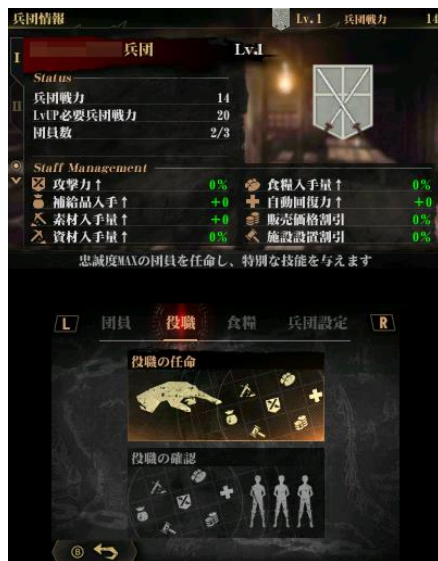 兵団情報
Lv.1 兵団戦力 14
I
兵団 Lv.1
II
Status
兵団戦力 14
LvUP必要兵団戦力 20
団員数 2/3
Staff Management
攻撃力↑ 0% 食糧入手量↑ 0%
補給品入手↑ +0 自動回復力↑ +0
素材入手量↑ +0 販売価格割引 0%
資材入手量↑ 0% 施設設置割引 0%
忠誠度MAXの団員を任命し、特別な技能を与えます
L 団員 役職 食糧 兵団設定 R
役職の任命
役職の確認
B